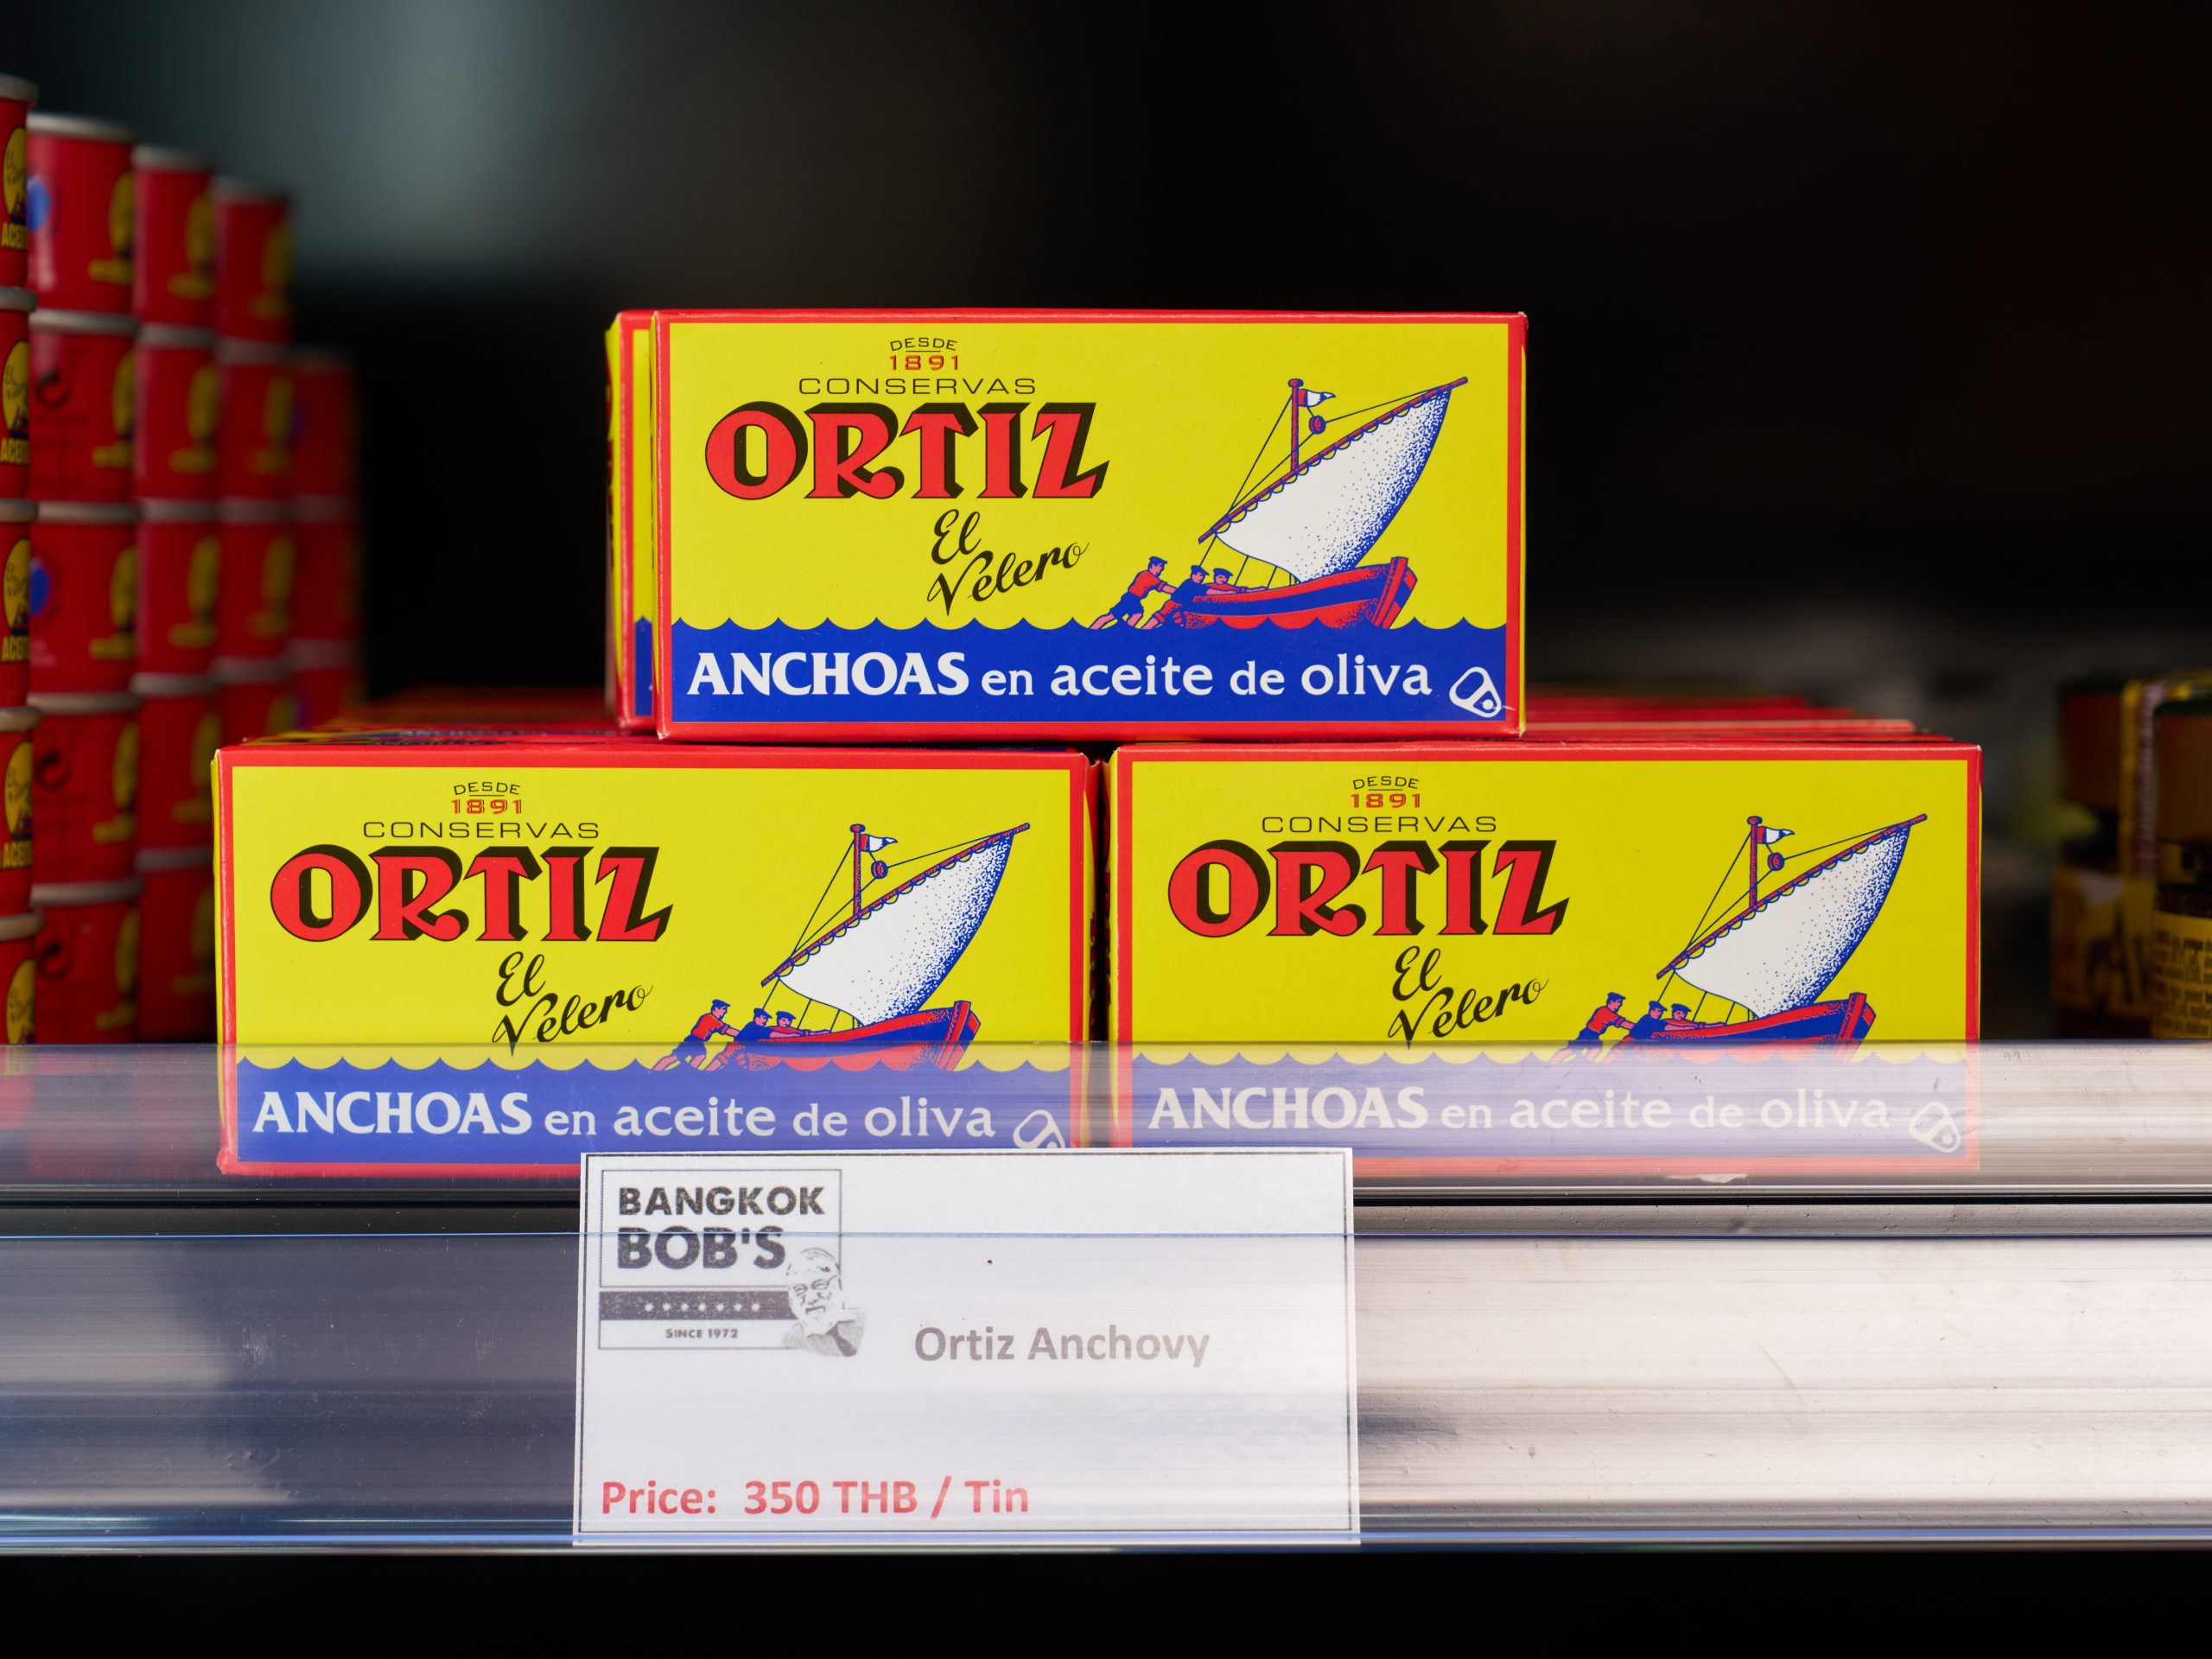 DESDE
1891
CONSERVAS
ORTIZ
El
Velero
ANCHOAS en aceite de oliva
DESDE
1891
CONSERVAS
ORTIZ
El
Velero
ANCHOAS en aceite de oliva
DESDE
1891
CONSERVAS
ORTIZ
El
Velero
ANCHOAS en aceite de oliva
BANGKOK
BOB'S
SINCE 1972
Ortiz Anchovy
Price: 350 THB / Tin